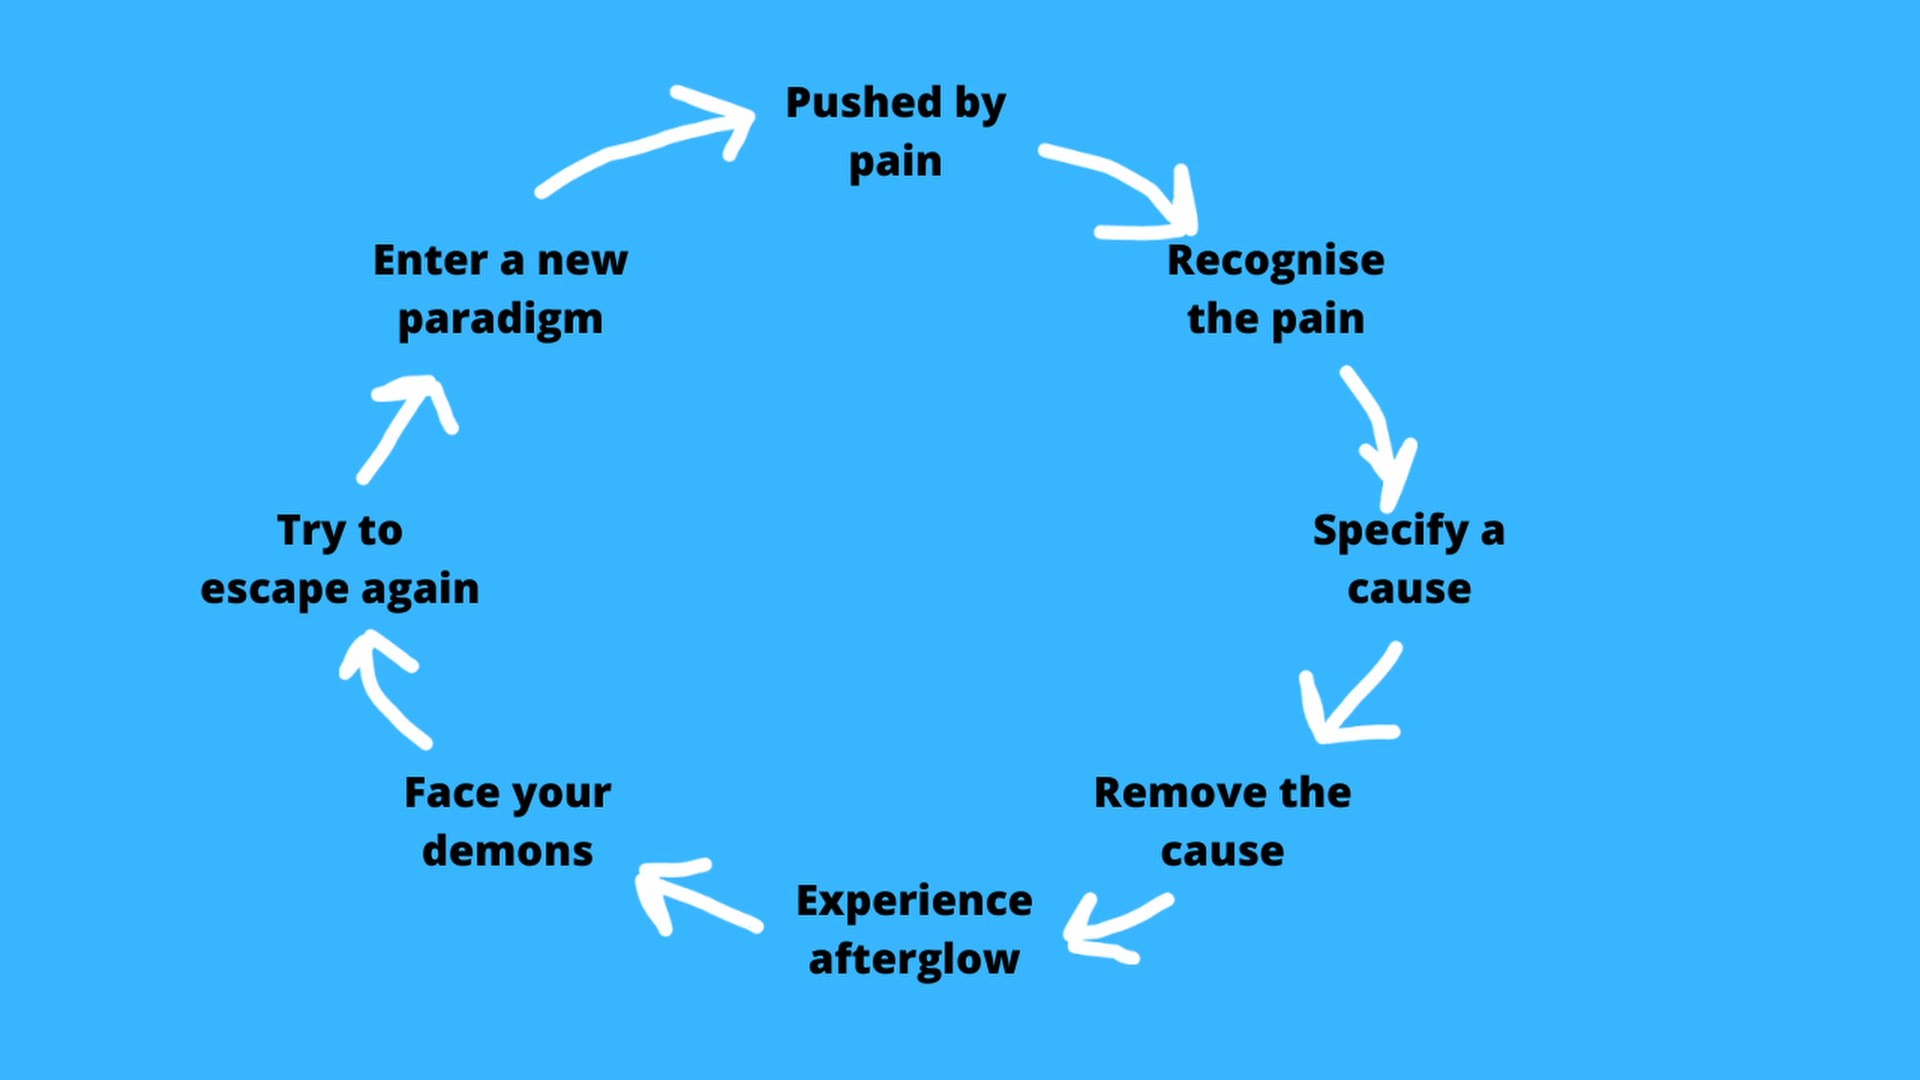 Pushed by
pain
Recognise
the pain
Specify a
cause
Remove the
cause
Experience
afterglow
Face your
demons
Try to
escape again
Enter a new
paradigm